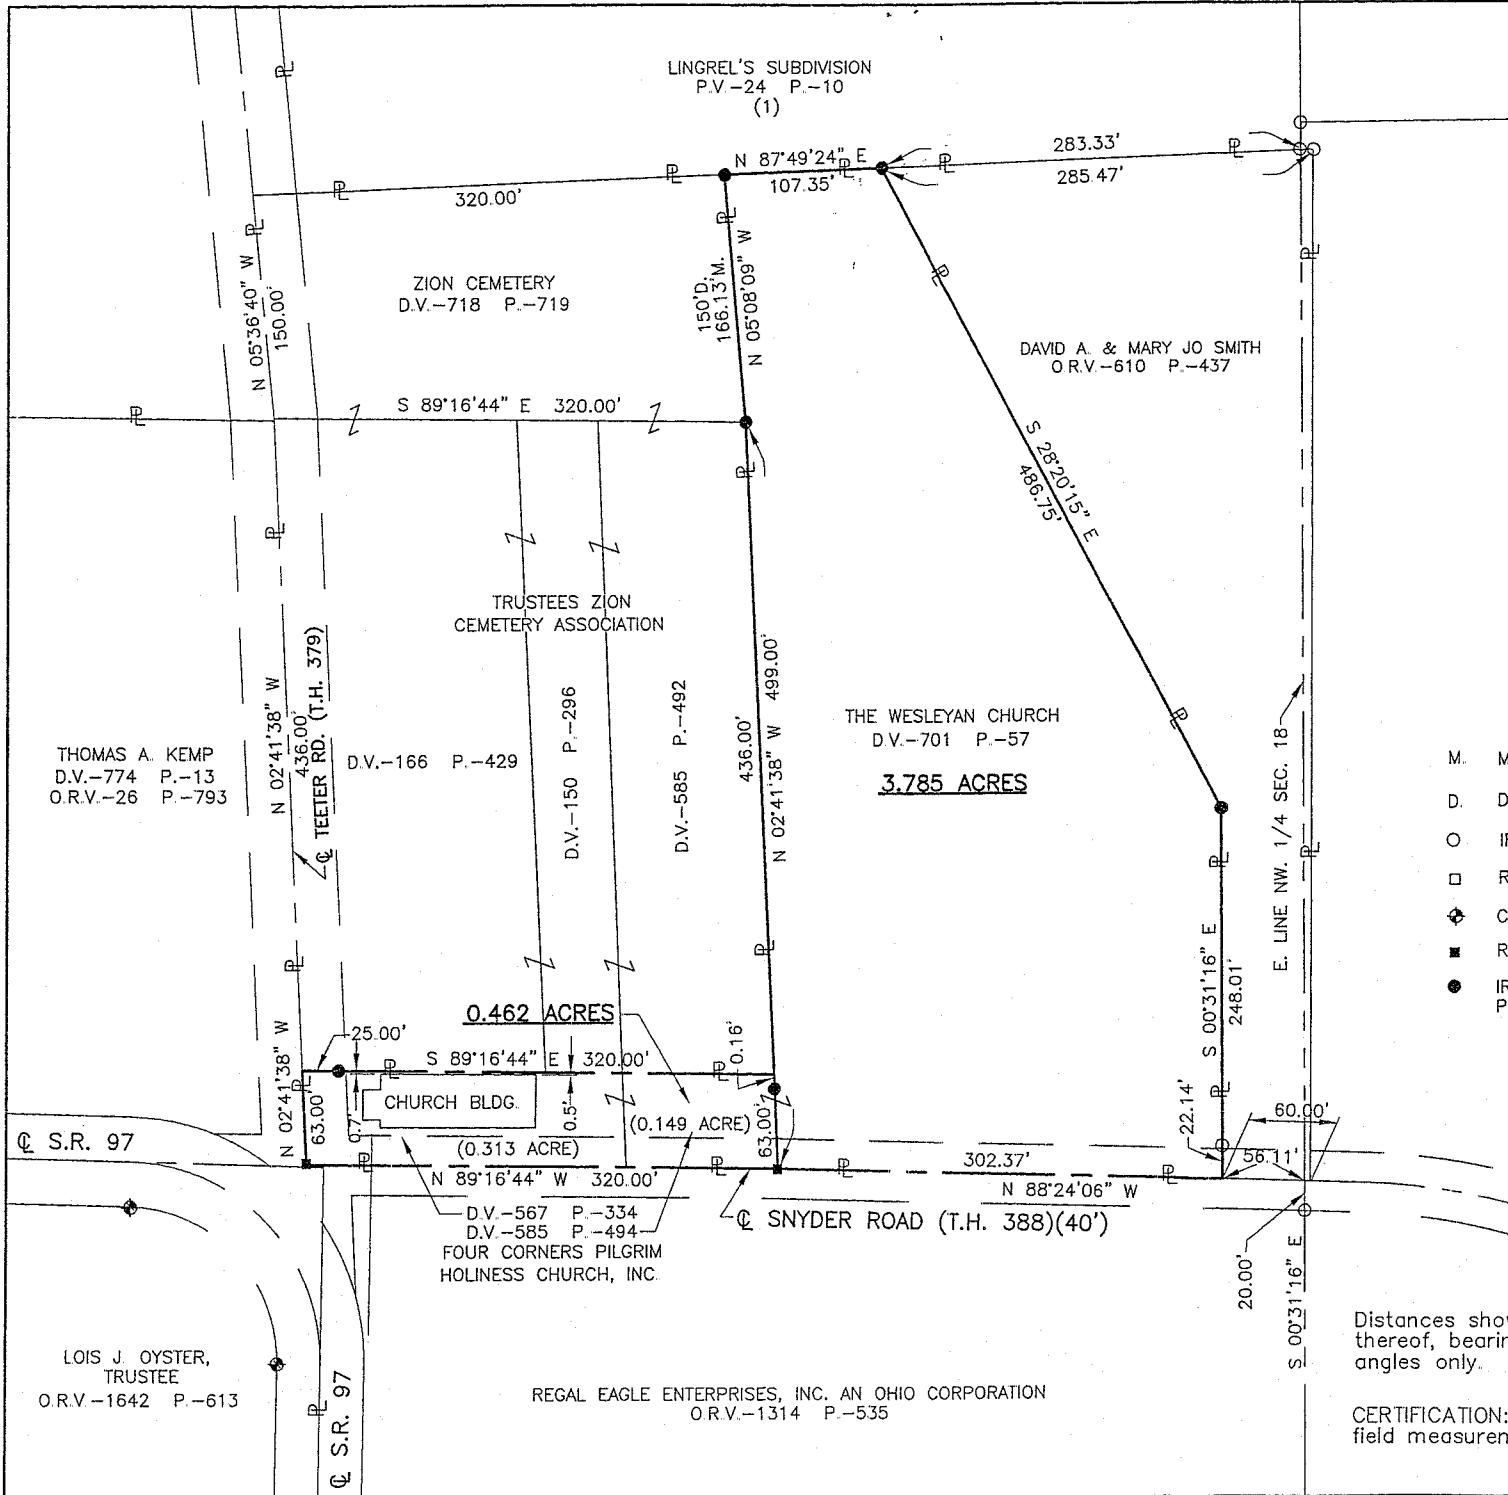 LINGREL'S SUBDIVISION
P.V.-24 P.-10
(1)
N 87°49'24" E
107.35'
283.33'
285.47'
320.00'
ZION CEMETERY
D.V.-718 P.-719
N 05°36'40" W
150.00'
150'D.
166.13'M.
N 05°08'09" W
DAVID A. & MARY JO SMITH
O.R.V.-610 P.-437
S 89°16'44" E 320.00'
S 28°20'15" E
486.75'
TRUSTEES ZION
CEMETERY ASSOCIATION
THOMAS A. KEMP
D.V.-774 P.-13
O.R.V.-26 P.-793
N 02°41'38" W
436.00'
℄ TEETER RD. (T.H. 379)
D.V.-166 P.-429
D.V.-150 P.-296
D.V.-585 P.-492
436.00'
N 02°41'38" W 499.00'
THE WESLEYAN CHURCH
D.V.-701 P.-57
3.785 ACRES
E. LINE NW. 1/4 SEC. 18
M. M
D. D
R
C
R
P
S 00°31'16" E
248.01'
0.462 ACRES
25.00'
S 89°16'44" E 320.00'
0.16'
N 02°41'38" W
63.00'
0.7'
CHURCH BLDG.
0.5'
(0.149 ACRE)
(0.313 ACRE)
63.00'
22.14'
60.00'
56.11'
℄ S.R. 97
N 89°16'44" W 320.00'
302.37'
N 88°24'06" W
D.V.-567 P.-334
D.V.-585 P.-494
FOUR CORNERS PILGRIM
HOLINESS CHURCH, INC.
℄ SNYDER ROAD (T.H. 388)(40')
20.00'
S 00°31'16" E
LOIS J. OYSTER,
TRUSTEE
O.R.V.-1642 P.-613
℄ S.R. 97
REGAL EAGLE ENTERPRISES, INC. AN OHIO CORPORATION
O.R.V.-1314 P.-535
Distances sho
thereof, bearin
angles only.
CERTIFICATION:
field measuren